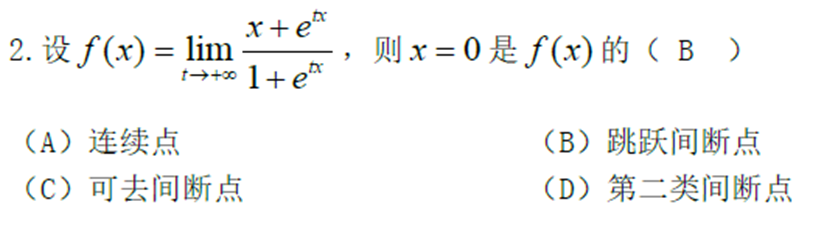 2. 设 f(x) = lim_{t→+∞} \frac{x + e^{tx}}{1 + e^{tx}} ，则 x = 0 是 f(x) 的（ B ）
（A）连续点 （B）跳跃间断点
（C）可去间断点 （D）第二类间断点